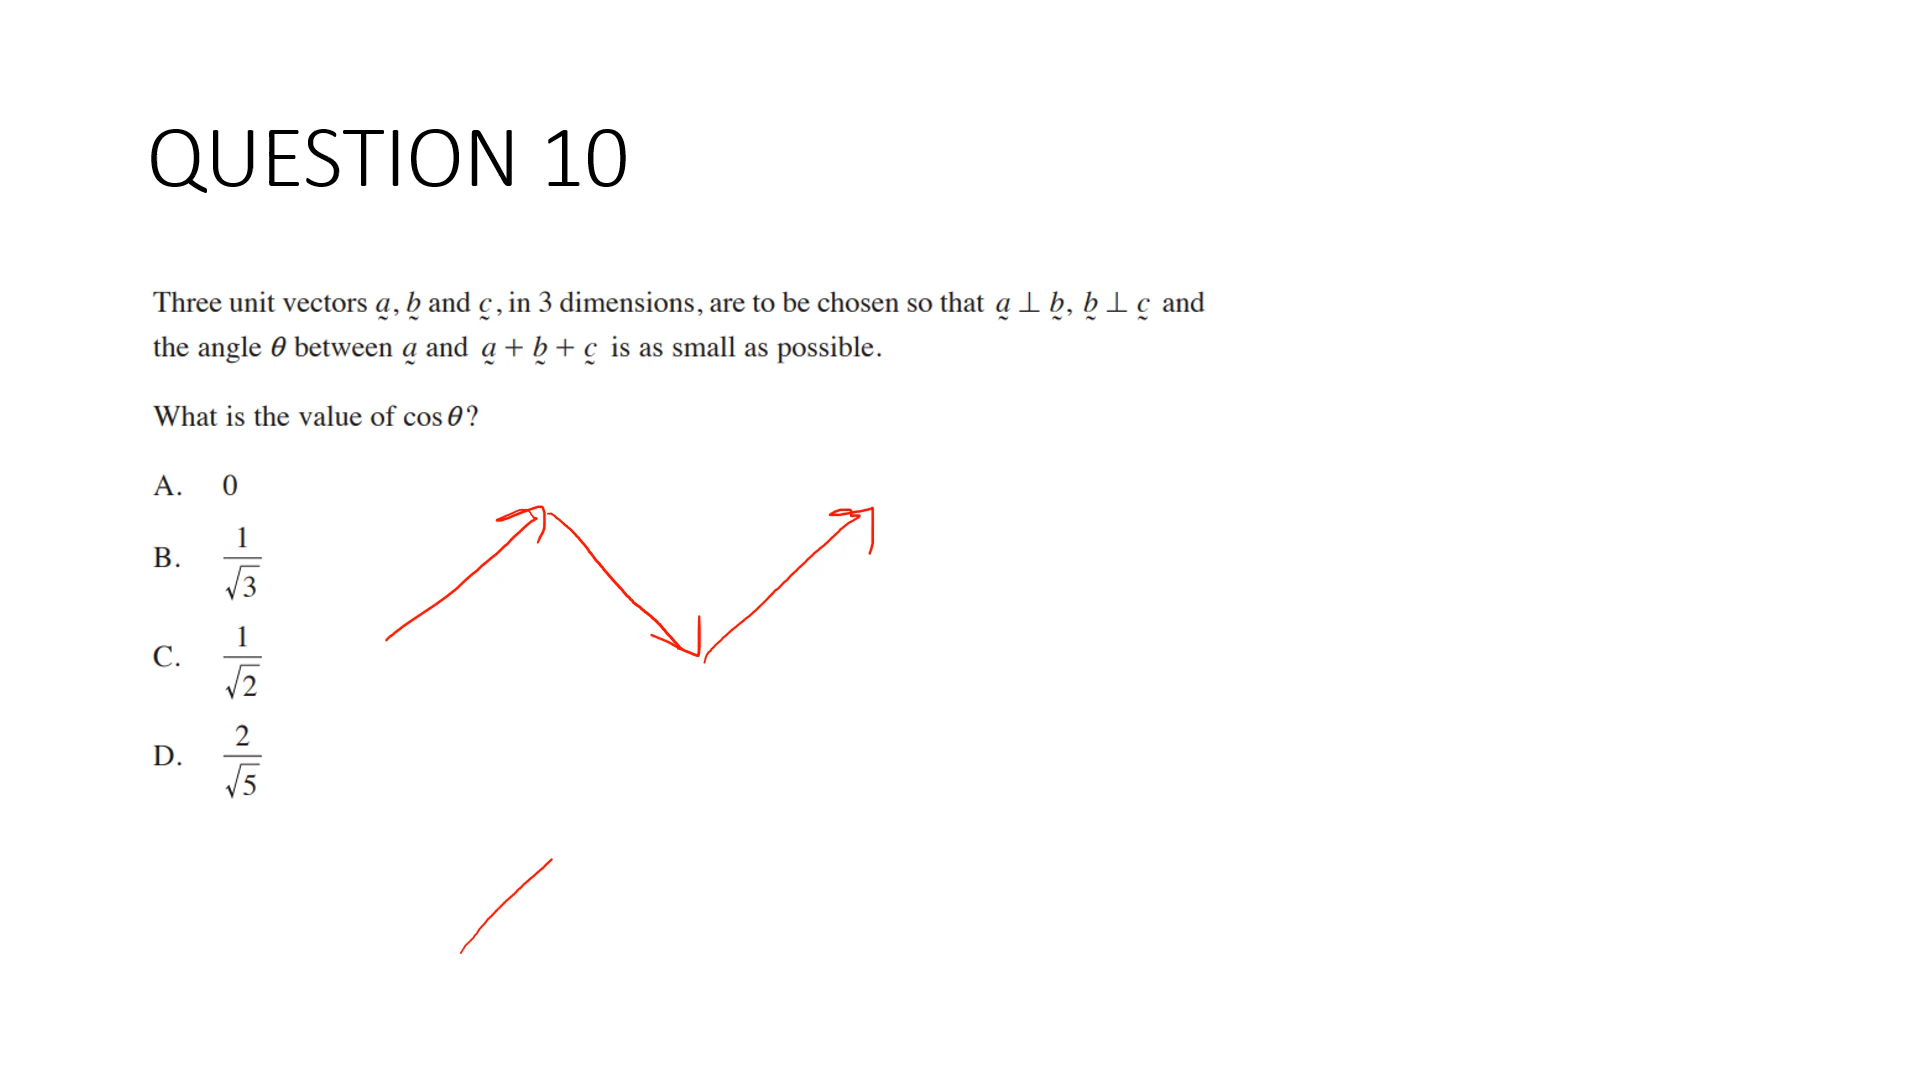 QUESTION 10
Three unit vectors a̰, b̰ and c̰, in 3 dimensions, are to be chosen so that a̰ ⊥ b̰, b̰ ⊥ c̰ and
the angle θ between a̰ and a̰ + b̰ + c̰ is as small as possible.
What is the value of cos θ?
A. 0
B. 1/√3
C. 1/√2
D. 2/√5